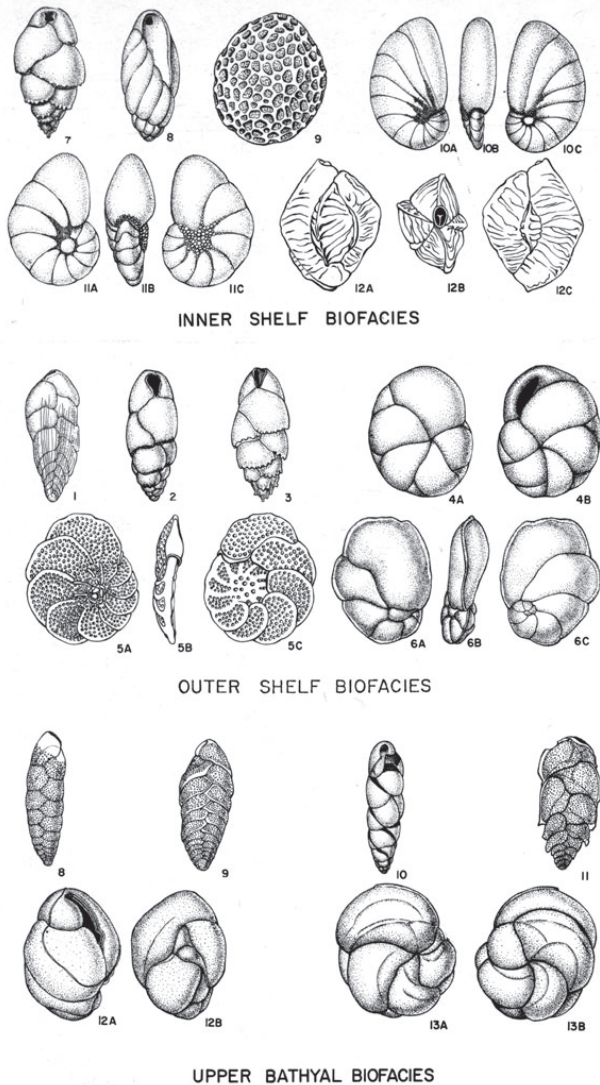 7 8 9 10A 10B 10C
11A 11B 11C 12A 12B 12C
INNER SHELF BIOFACIES
1 2 3 4A 4B
5A 5B 5C 6A 6B 6C
OUTER SHELF BIOFACIES
8 9 10 11
12A 12B 13A 13B
UPPER BATHYAL BIOFACIES